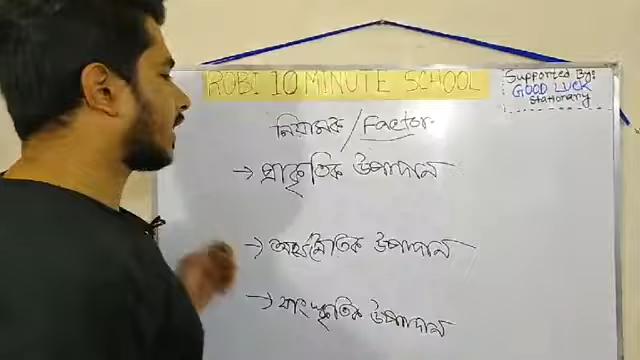 ROBI 10 MINUTE SCHOOL
Supported By:
GOOD LUCK
Stationary
নিয়ামক / Factor
→ প্রাকৃতিক উপাদান
→ অর্থনৈতিক উপাদান
→ সাংস্কৃতিক উপাদান